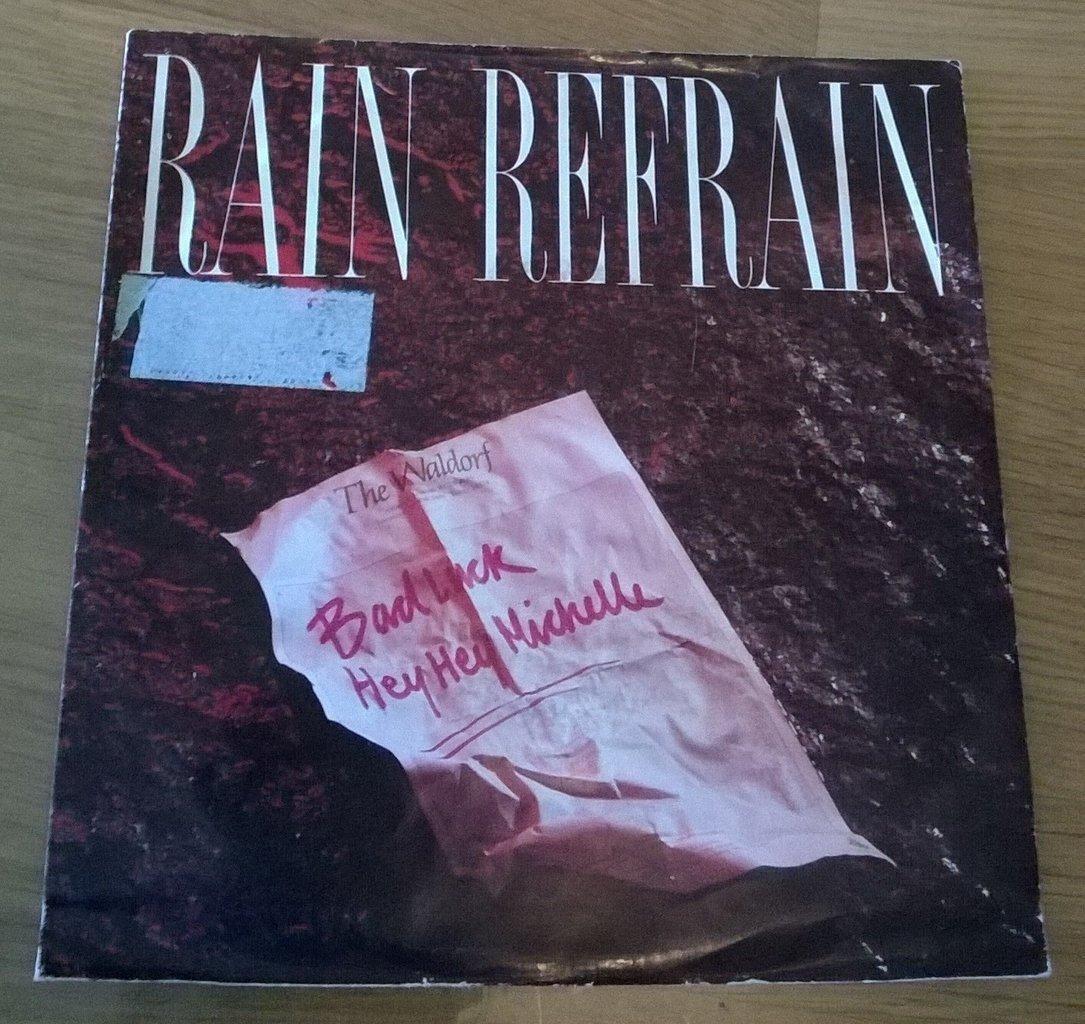 RAIN REFRAIN
The Waldorf
Bad Luck
Hey Hey Michelle